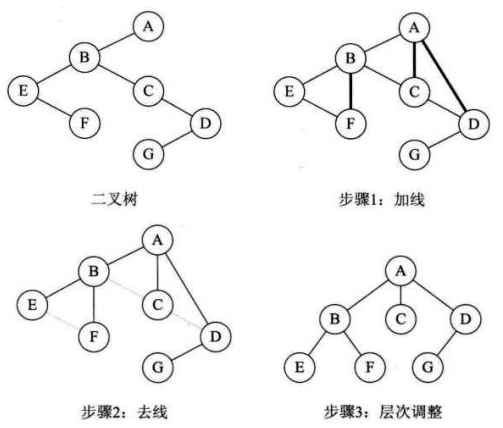 A A
B B
E C E C
F D F D
G G
二叉树 步骤1：加线
A A
B B C D
E C
F D E F G
G
步骤2：去线 步骤3：层次调整